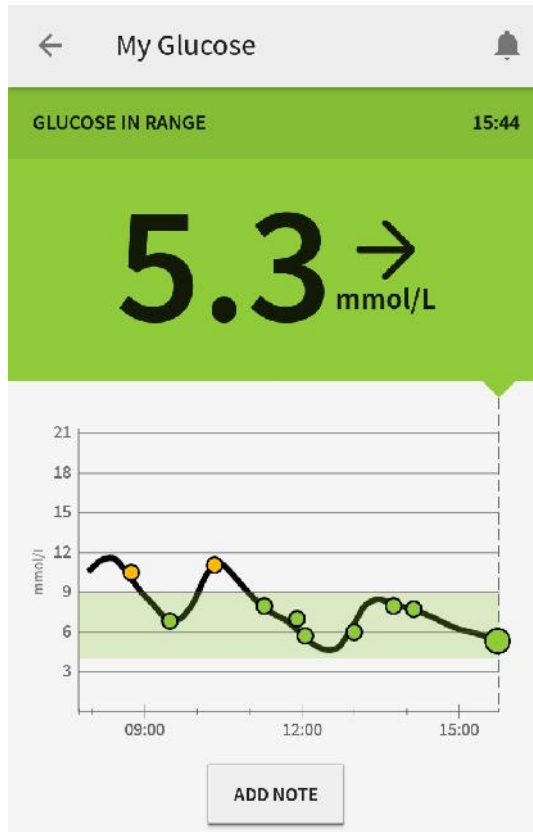 My Glucose
GLUCOSE IN RANGE 15:44
5.3
mmol/L
21
18
15
12
9
6
3
mmol/l
09:00 12:00 15:00
ADD NOTE